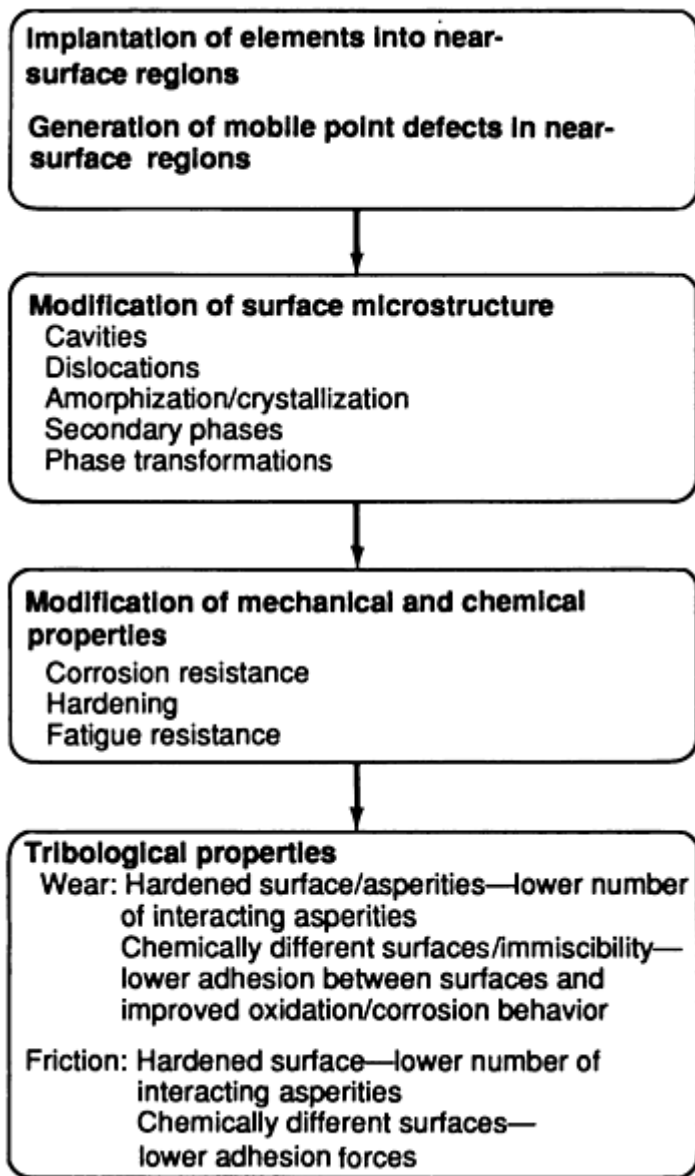 Implantation of elements into near-
surface regions
Generation of mobile point defects in near-
surface regions
Modification of surface microstructure
Cavities
Dislocations
Amorphization/crystallization
Secondary phases
Phase transformations
Modification of mechanical and chemical
properties
Corrosion resistance
Hardening
Fatigue resistance
Tribological properties
Wear: Hardened surface/asperities—lower number
of interacting asperities
Chemically different surfaces/immiscibility—
lower adhesion between surfaces and
improved oxidation/corrosion behavior
Friction: Hardened surface—lower number of
interacting asperities
Chemically different surfaces—
lower adhesion forces